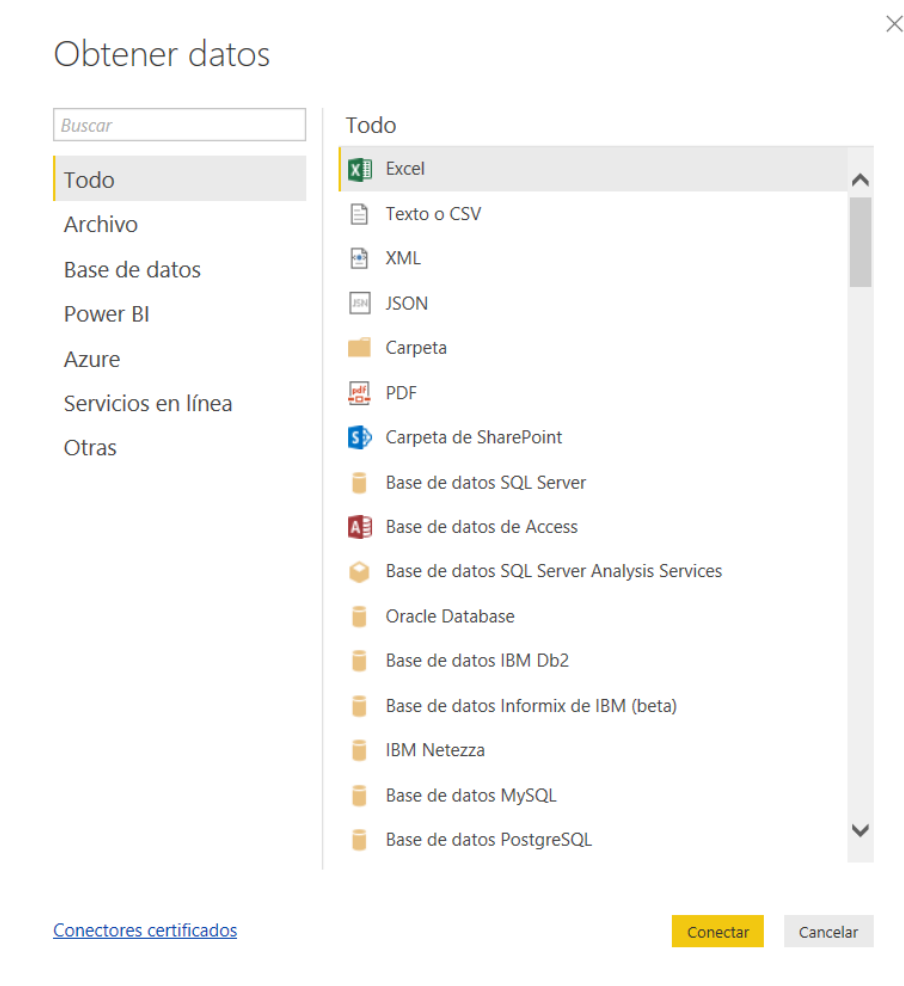 Obtener datos
Buscar
Todo
Archivo
Base de datos
Power BI
Azure
Servicios en línea
Otras
Todo
Excel
Texto o CSV
XML
JSN JSON
Carpeta
pdf PDF
Carpeta de SharePoint
Base de datos SQL Server
Base de datos de Access
Base de datos SQL Server Analysis Services
Oracle Database
Base de datos IBM Db2
Base de datos Informix de IBM (beta)
IBM Netezza
Base de datos MySQL
Base de datos PostgreSQL
Conectores certificados
Conectar
Cancelar